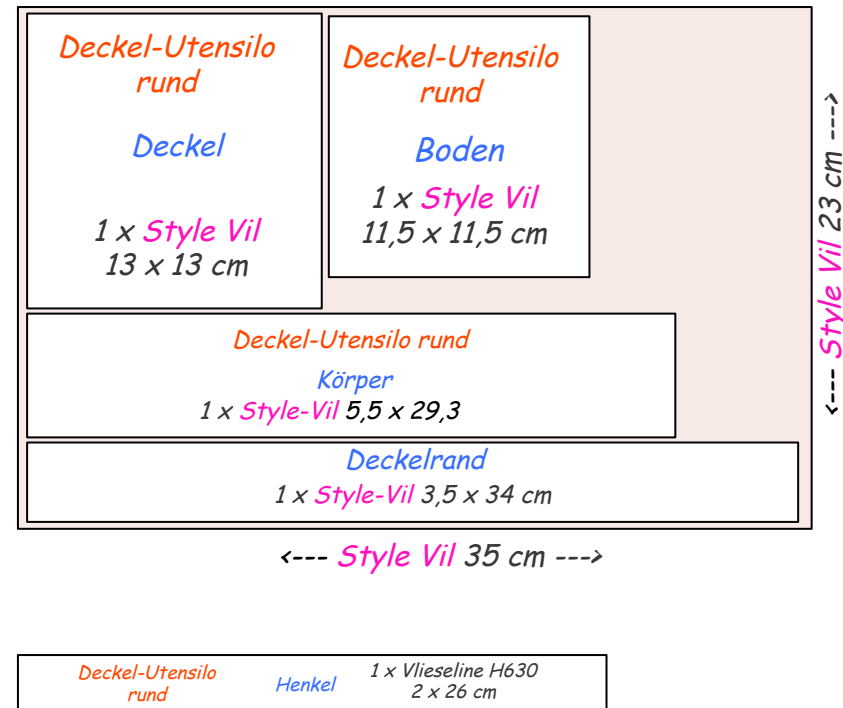 Deckel-Utensilo
rund
Deckel
1 x Style Vil
13 x 13 cm
Deckel-Utensilo
rund
Boden
1 x Style Vil
11,5 x 11,5 cm
Deckel-Utensilo rund
Körper
1 x Style-Vil 5,5 x 29,3
Deckelrand
1 x Style-Vil 3,5 x 34 cm
<--- Style Vil 23 cm --->
<--- Style Vil 35 cm --->
Deckel-Utensilo
rund
Henkel
1 x Vlieseline H630
2 x 26 cm